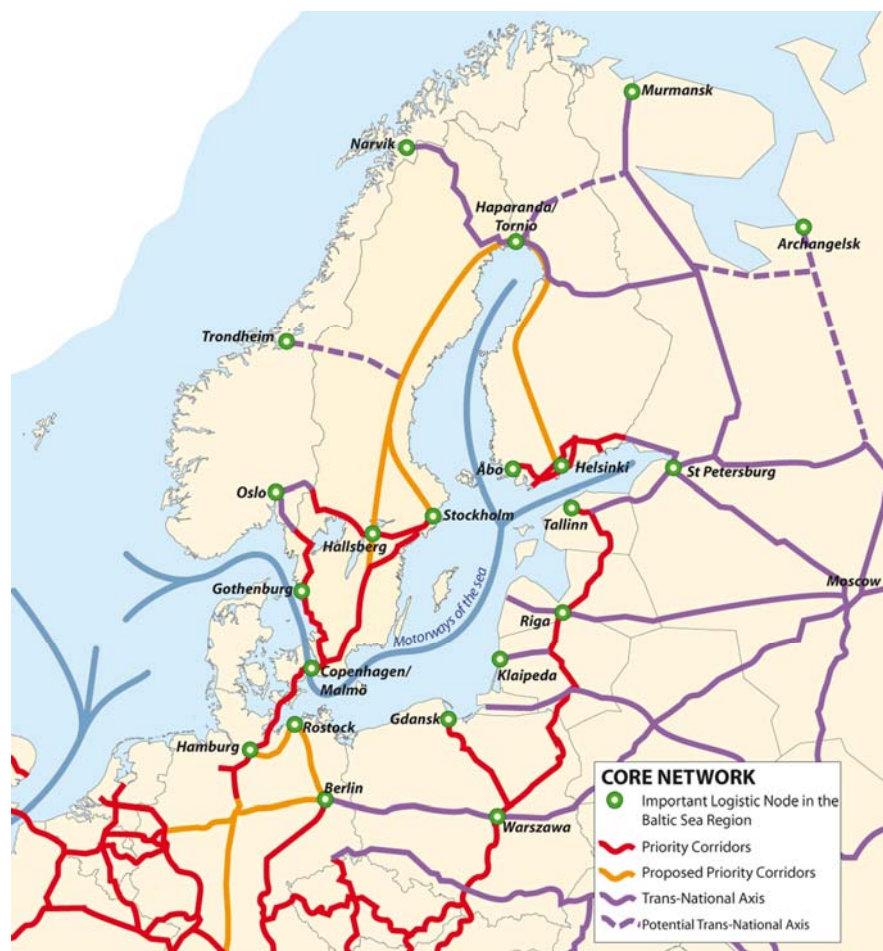 Murmansk
Narvik
Haparanda/
Tornio
Archangelsk
Trondheim
Åbo
Helsinki
St Petersburg
Oslo
Stockholm
Tallinn
Hallsberg
Moscow
Gothenburg
Motorways of the sea
Riga
Copenhagen/
Malmö
Klaipeda
Gdansk
Rostock
Hamburg
Berlin
Warszawa
CORE NETWORK
Important Logistic Node in the
Baltic Sea Region
Priority Corridors
Proposed Priority Corridors
Trans-National Axis
Potential Trans-National Axis